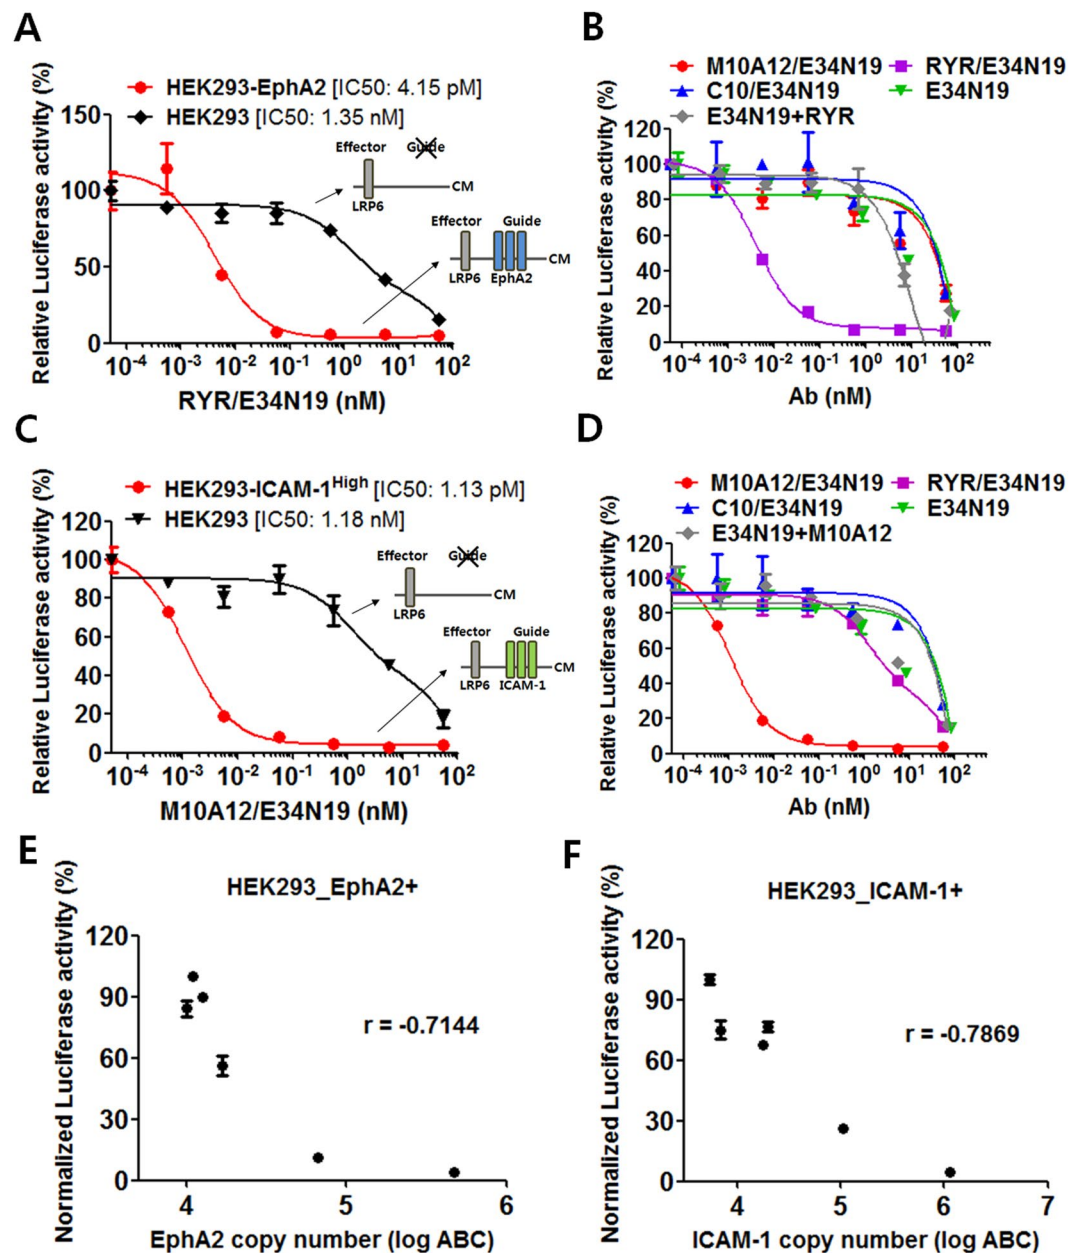 A
HEK293-EphA2 [IC50: 4.15 pM]
HEK293 [IC50: 1.35 nM]
Relative Luciferase activity (%)
150
100
50
0
Effector Guide
LRP6
CM
Effector Guide
LRP6 EphA2
CM
10-4 10-3 10-2 10-1 100 101 102
RYR/E34N19 (nM)
B
M10A12/E34N19 RYR/E34N19
C10/E34N19 E34N19
E34N19+RYR
Relative Luciferase activity (%)
120
100
80
60
40
20
0
10-4 10-3 10-2 10-1 100 101 102
Ab (nM)
C
HEK293-ICAM-1High [IC50: 1.13 pM]
HEK293 [IC50: 1.18 nM]
Relative Luciferase activity (%)
120
100
80
60
40
20
0
Effector Guide
LRP6
CM
Effector Guide
LRP6 ICAM-1
CM
10-4 10-3 10-2 10-1 100 101 102
M10A12/E34N19 (nM)
D
M10A12/E34N19 RYR/E34N19
C10/E34N19 E34N19
E34N19+M10A12
Relative Luciferase activity (%)
120
100
80
60
40
20
0
10-4 10-3 10-2 10-1 100 101 102
Ab (nM)
E
HEK293_EphA2+
Normalized Luciferase activity (%)
120
90
60
30
0
r = -0.7144
4 5 6
EphA2 copy number (log ABC)
F
HEK293_ICAM-1+
Normalized Luciferase activity (%)
120
90
60
30
0
r = -0.7869
4 5 6 7
ICAM-1 copy number (log ABC)